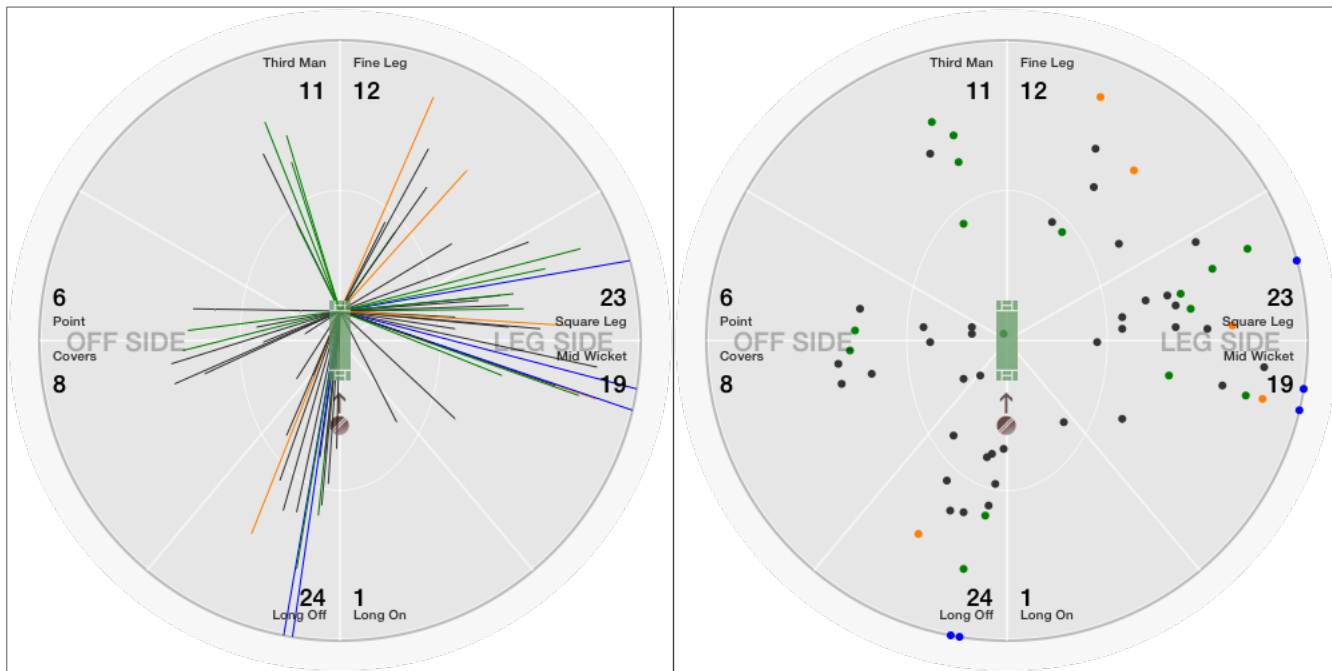 Third Man Fine Leg
11 12
6 23
Point Square Leg
OFF SIDE LEG SIDE
Covers Mid Wicket
8 19
24 1
Long Off Long On
Third Man Fine Leg
11 12
6 23
Point Square Leg
OFF SIDE LEG SIDE
Covers Mid Wicket
8 19
24 1
Long Off Long On